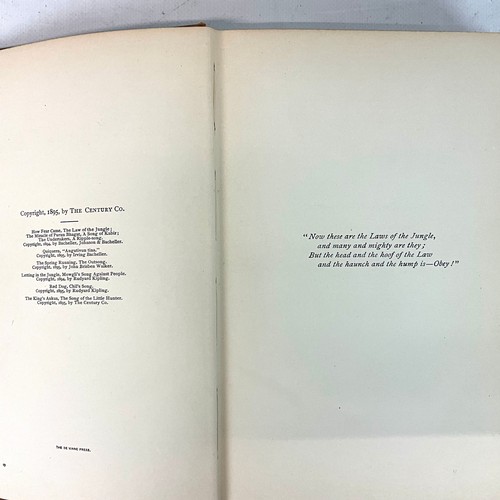 Copyright, 1895, by THE CENTURY CO.
How Fear Came, The Law of the Jungle;
The Miracle of Purun Bhagat, A Song of Kabir;
The Undertakers, A Ripple-song,
Copyright, 1894, by Bacheller, Johnson & Bacheller.
Quiquern, "Angutivun tina."
Copyright, 1895, by Irving Bacheller.
The Spring Running, The Outsong.
Copyright, 1895, by John Brisben Walker.
Letting in the Jungle, Mowgli's Song Against People.
Copyright, 1894, by Rudyard Kipling.
Red Dog, Chil's Song,
Copyright, 1895, by Rudyard Kipling.
The King's Ankus, The Song of the Little Hunter.
Copyright, 1895, by The Century Co.
THE DE VINNE PRESS.
"Now these are the Laws of the Jungle,
and many and mighty are they;
But the head and the hoof of the Law
and the haunch and the hump is—Obey!"